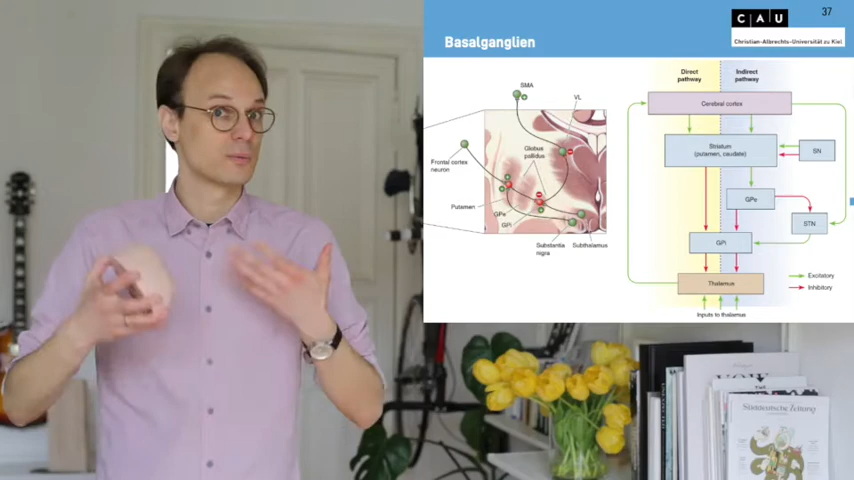 37
Basalganglien
C A U
Christian-Albrechts-Universität zu Kiel
SMA
VL
Frontal cortex
neuron
Globus
pallidus
Putamen
GPe
GPi
Substantia
nigra
Subthalamus
Direct
pathway
Indirect
pathway
Cerebral cortex
Striatum
(putamen, caudate)
SN
GPe
STN
GPi
Thalamus
Excitatory
Inhibitory
Inputs to thalamus
Süddeutsche Zeitung